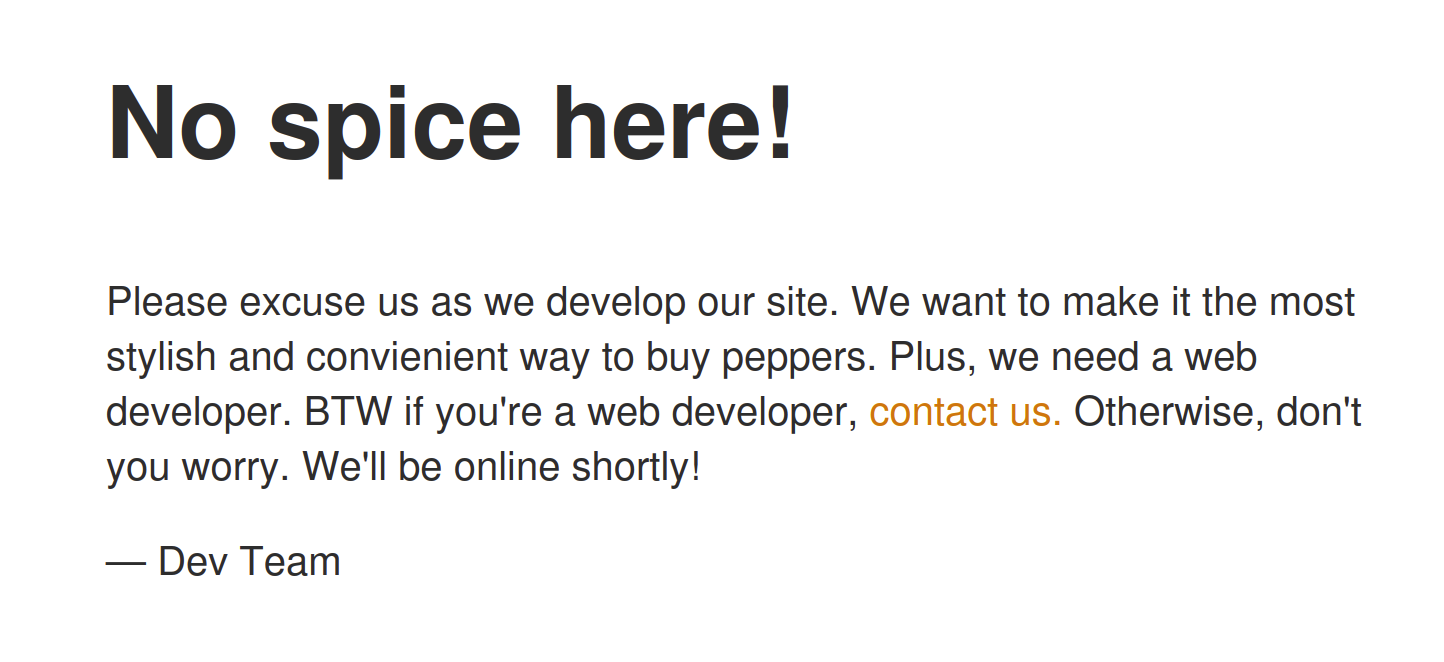 No spice here!
Please excuse us as we develop our site. We want to make it the most
stylish and convienient way to buy peppers. Plus, we need a web
developer. BTW if you're a web developer, contact us. Otherwise, don't
you worry. We'll be online shortly!
— Dev Team